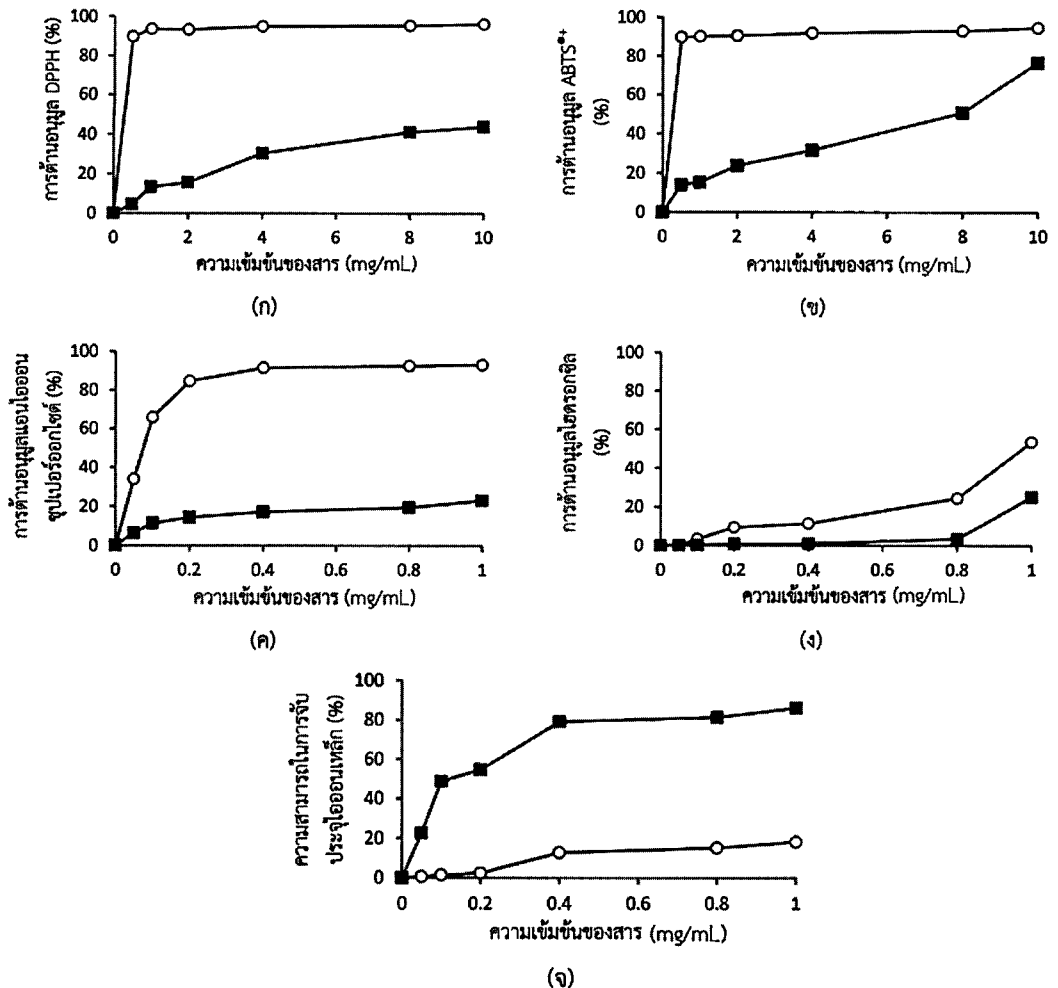 การต้านอนุมูล DPPH (%)
100
80
60
40
20
0
0 2 4 6 8 10
ความเข้มข้นของสาร (mg/mL)
(ก)
การต้านอนุมูล ABTS•+
(%)
100
80
60
40
20
0
0 2 4 6 8 10
ความเข้มข้นของสาร (mg/mL)
(ข)
การต้านอนุมูลแอนไอออน
ซุปเปอร์ออกไซด์ (%)
100
80
60
40
20
0
0 0.2 0.4 0.6 0.8 1
ความเข้มข้นของสาร (mg/mL)
(ค)
การต้านอนุมูลไฮดรอกซิล
(%)
100
80
60
40
20
0
0 0.2 0.4 0.6 0.8 1
ความเข้มข้นของสาร (mg/mL)
(ง)
ความสามารถในการจับ
ประจุไอออนเหล็ก (%)
100
80
60
40
20
0
0 0.2 0.4 0.6 0.8 1
ความเข้มข้นของสาร (mg/mL)
(จ)